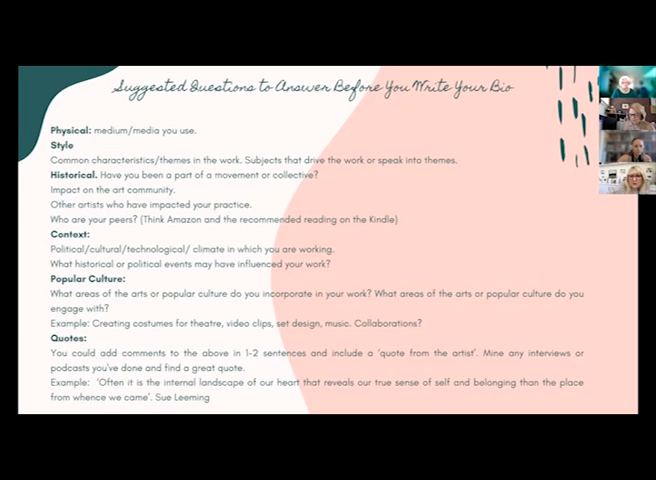 Suggested Questions to Answer Before You Write Your Bio
Physical: medium/media you use.
Style
Common characteristics/themes in the work. Subjects that drive the work or speak into themes.
Historical. Have you been a part of a movement or collective?
Impact on the art community.
Other artists who have impacted your practice.
Who are your peers? (Think Amazon and the recommended reading on the Kindle)
Context:
Political/cultural/technological/ climate in which you are working.
What historical or political events may have influenced your work?
Popular Culture:
What areas of the arts or popular culture do you incorporate in your work? What areas of the arts or popular culture do you
engage with?
Example: Creating costumes for theatre, video clips, set design, music. Collaborations?
Quotes:
You could add comments to the above in 1-2 sentences and include a 'quote from the artist'. Mine any interviews or
podcasts you've done and find a great quote.
Example: 'Often it is the internal landscape of our heart that reveals our true sense of self and belonging than the place
from whence we came'. Sue Leeming